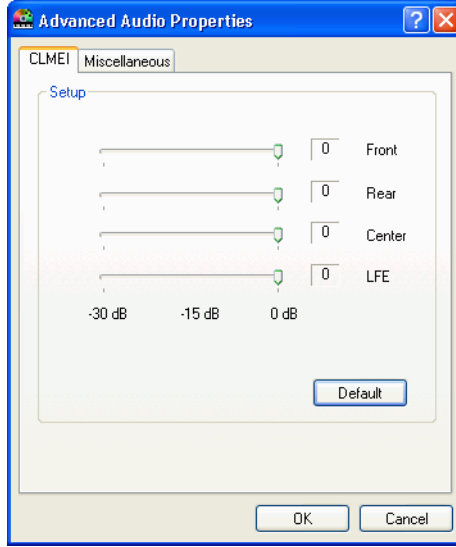 Advanced Audio Properties
CLMEI Miscellaneous
Setup
0 Front
0 Rear
0 Center
0 LFE
-30 dB -15 dB 0 dB
Default
OK Cancel